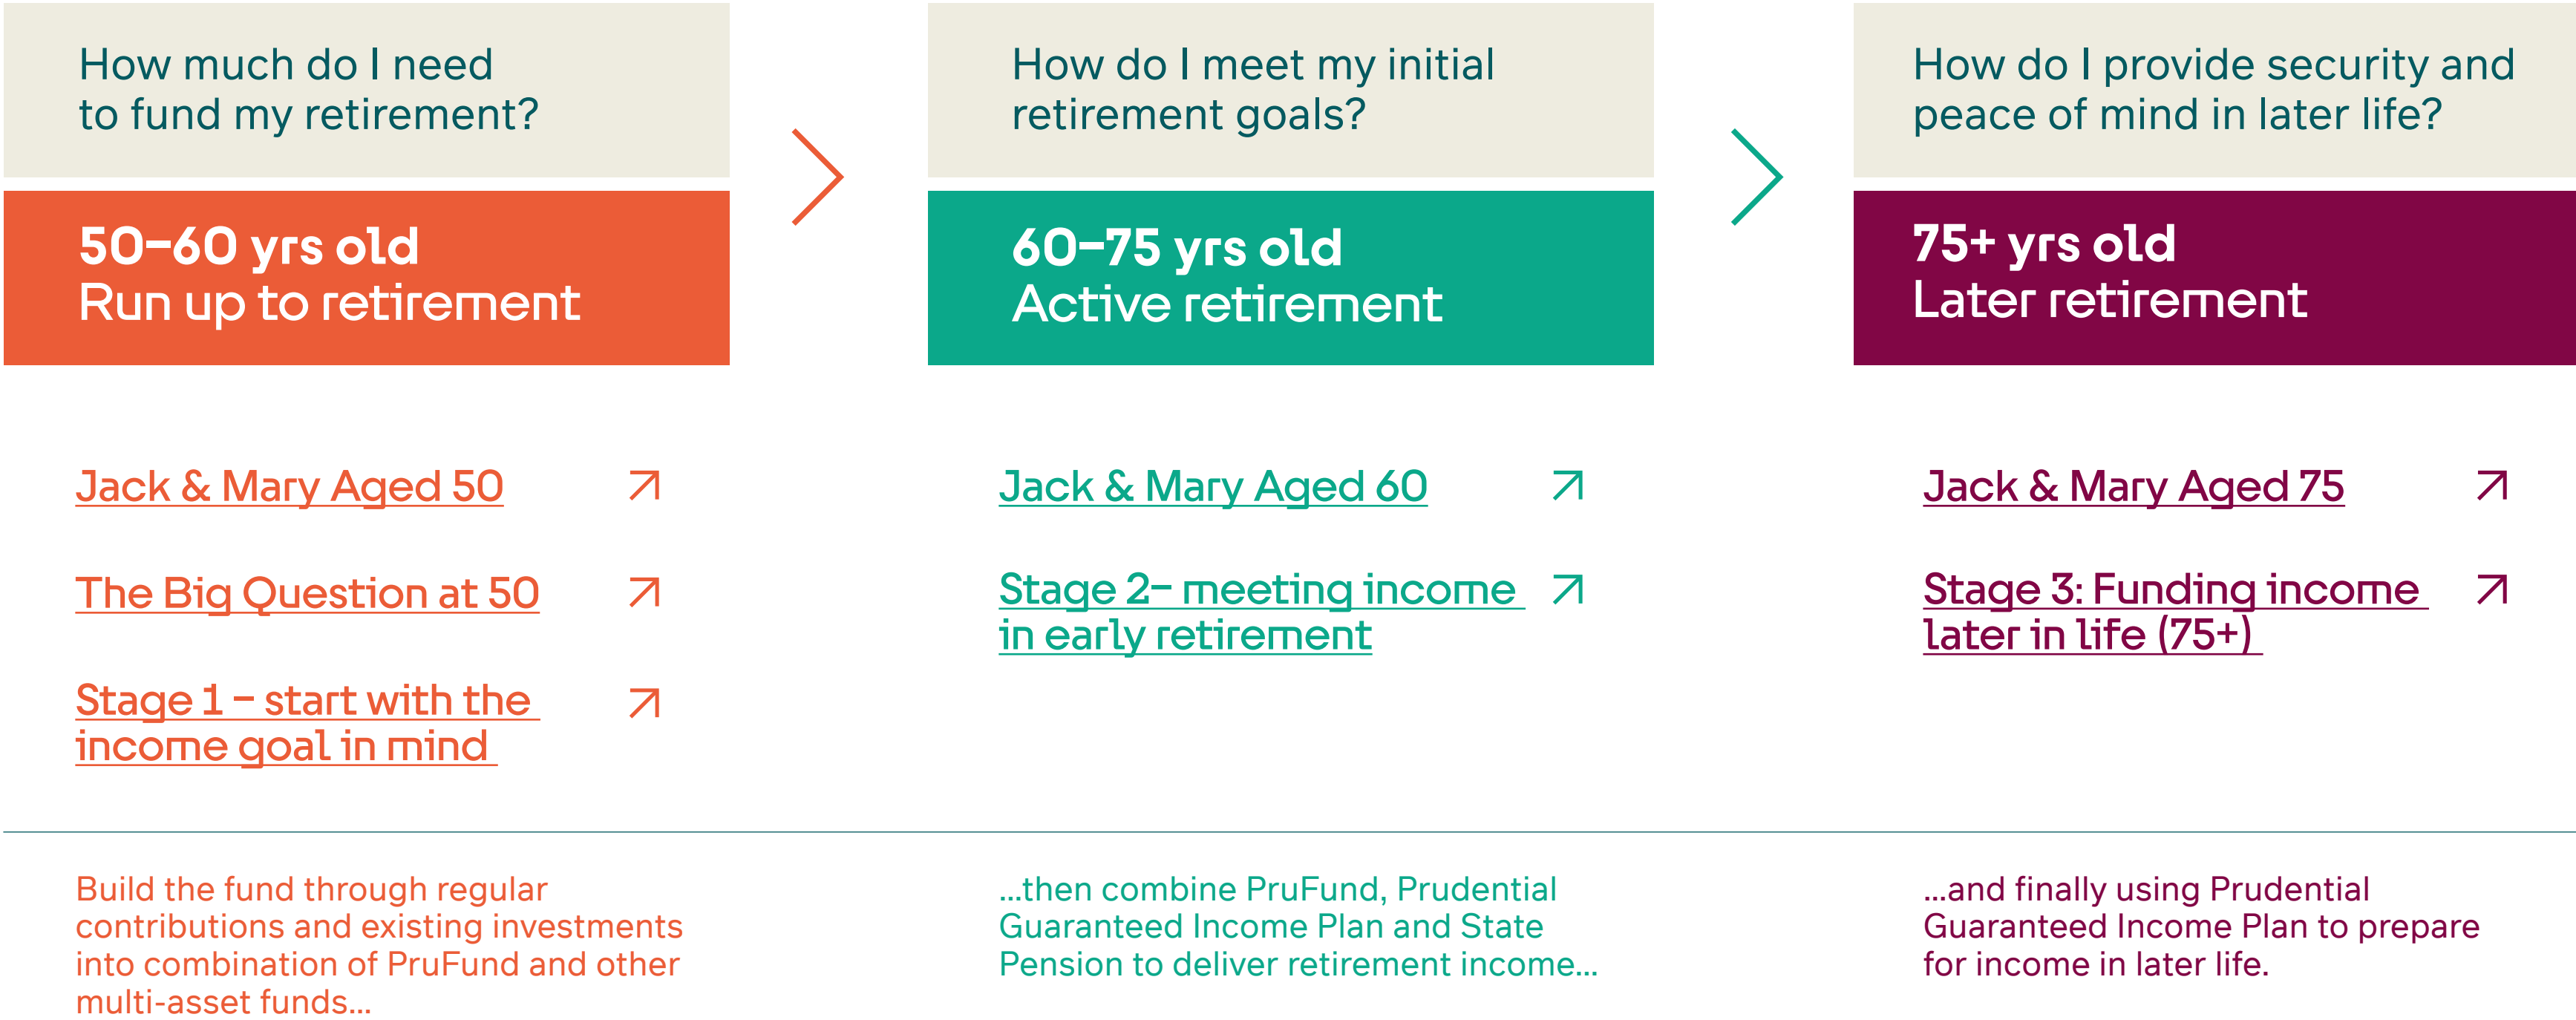 How much do I need
to fund my retirement?
50–60 yrs old
Run up to retirement
Jack & Mary Aged 50
The Big Question at 50
Stage 1 – start with the
income goal in mind
Build the fund through regular
contributions and existing investments
into combination of PruFund and other
multi-asset funds...
How do I meet my initial
retirement goals?
60–75 yrs old
Active retirement
Jack & Mary Aged 60
Stage 2– meeting income
in early retirement
...then combine PruFund, Prudential
Guaranteed Income Plan and State
Pension to deliver retirement income...
How do I provide security and
peace of mind in later life?
75+ yrs old
Later retirement
Jack & Mary Aged 75
Stage 3: Funding income
later in life (75+)
...and finally using Prudential
Guaranteed Income Plan to prepare
for income in later life.